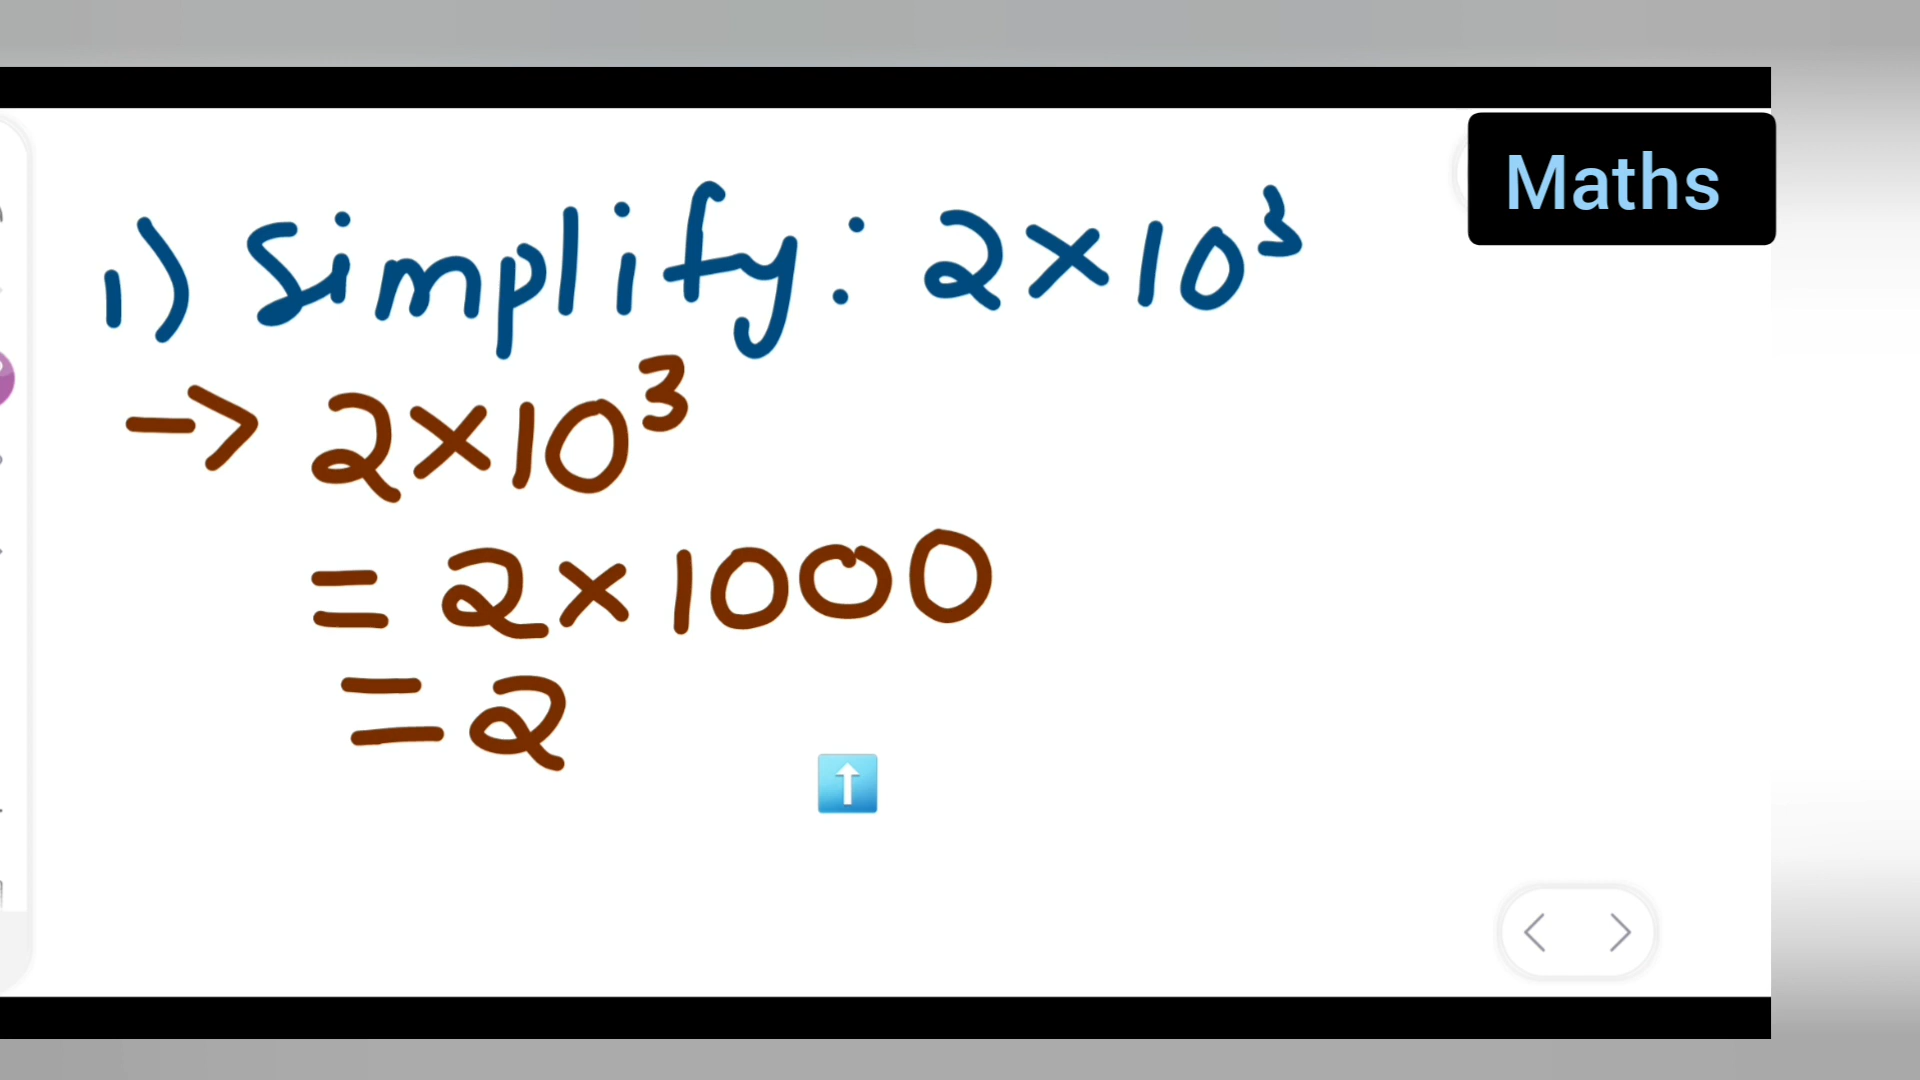 Maths
1) Simplify: 2×10³
→ 2×10³
= 2×1000
= 2